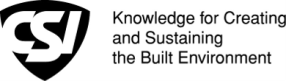 CSI
Knowledge for Creating
and Sustaining
the Built Environment